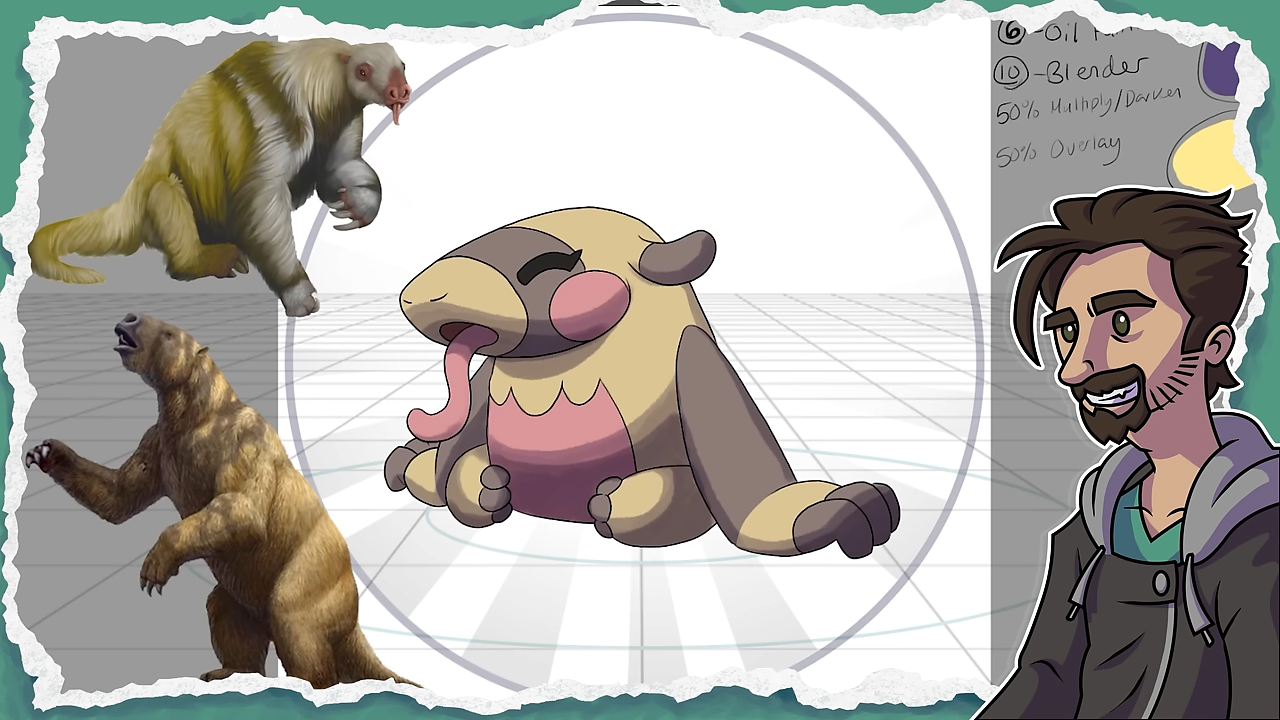 6 - Oil
10 - Blender
50% Multiply/Darken
50% Overlay